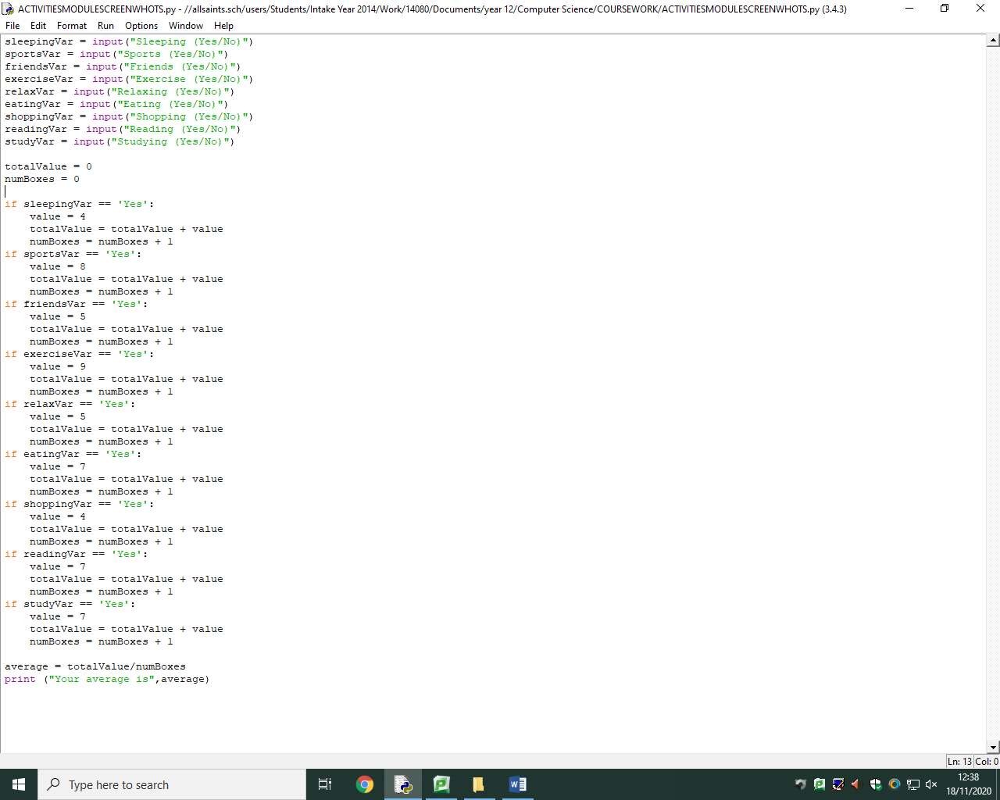 ACTIVITIESMODULESCREENWHOTS.py - //allsaints.sch/users/Students/Intake Year 2014/Work/14080/Documents/year 12/Computer Science/COURSEWORK/ACTIVITIESMODULESCREENWHOTS.py (3.4.3)
File Edit Format Run Options Window Help
sleepingVar = input("Sleeping (Yes/No)")
sportsVar = input("Sports (Yes/No)")
friendsVar = input("Friends (Yes/No)")
exerciseVar = input("Exercise (Yes/No)")
relaxVar = input("Relaxing (Yes/No)")
eatingVar = input("Eating (Yes/No)")
shoppingVar = input("Shopping (Yes/No)")
readingVar = input("Reading (Yes/No)")
studyVar = input("Studying (Yes/No)")
totalValue = 0
numBoxes = 0
if sleepingVar == 'Yes':
    value = 4
    totalValue = totalValue + value
    numBoxes = numBoxes + 1
if sportsVar == 'Yes':
    value = 8
    totalValue = totalValue + value
    numBoxes = numBoxes + 1
if friendsVar == 'Yes':
    value = 5
    totalValue = totalValue + value
    numBoxes = numBoxes + 1
if exerciseVar == 'Yes':
    value = 9
    totalValue = totalValue + value
    numBoxes = numBoxes + 1
if relaxVar == 'Yes':
    value = 5
    totalValue = totalValue + value
    numBoxes = numBoxes + 1
if eatingVar == 'Yes':
    value = 7
    totalValue = totalValue + value
    numBoxes = numBoxes + 1
if shoppingVar == 'Yes':
    value = 4
    totalValue = totalValue + value
    numBoxes = numBoxes + 1
if readingVar == 'Yes':
    value = 7
    totalValue = totalValue + value
    numBoxes = numBoxes + 1
if studyVar == 'Yes':
    value = 7
    totalValue = totalValue + value
    numBoxes = numBoxes + 1
average = totalValue/numBoxes
print ("Your average is",average)
Ln: 13 Col: 0
Type here to search
12:38
18/11/2020